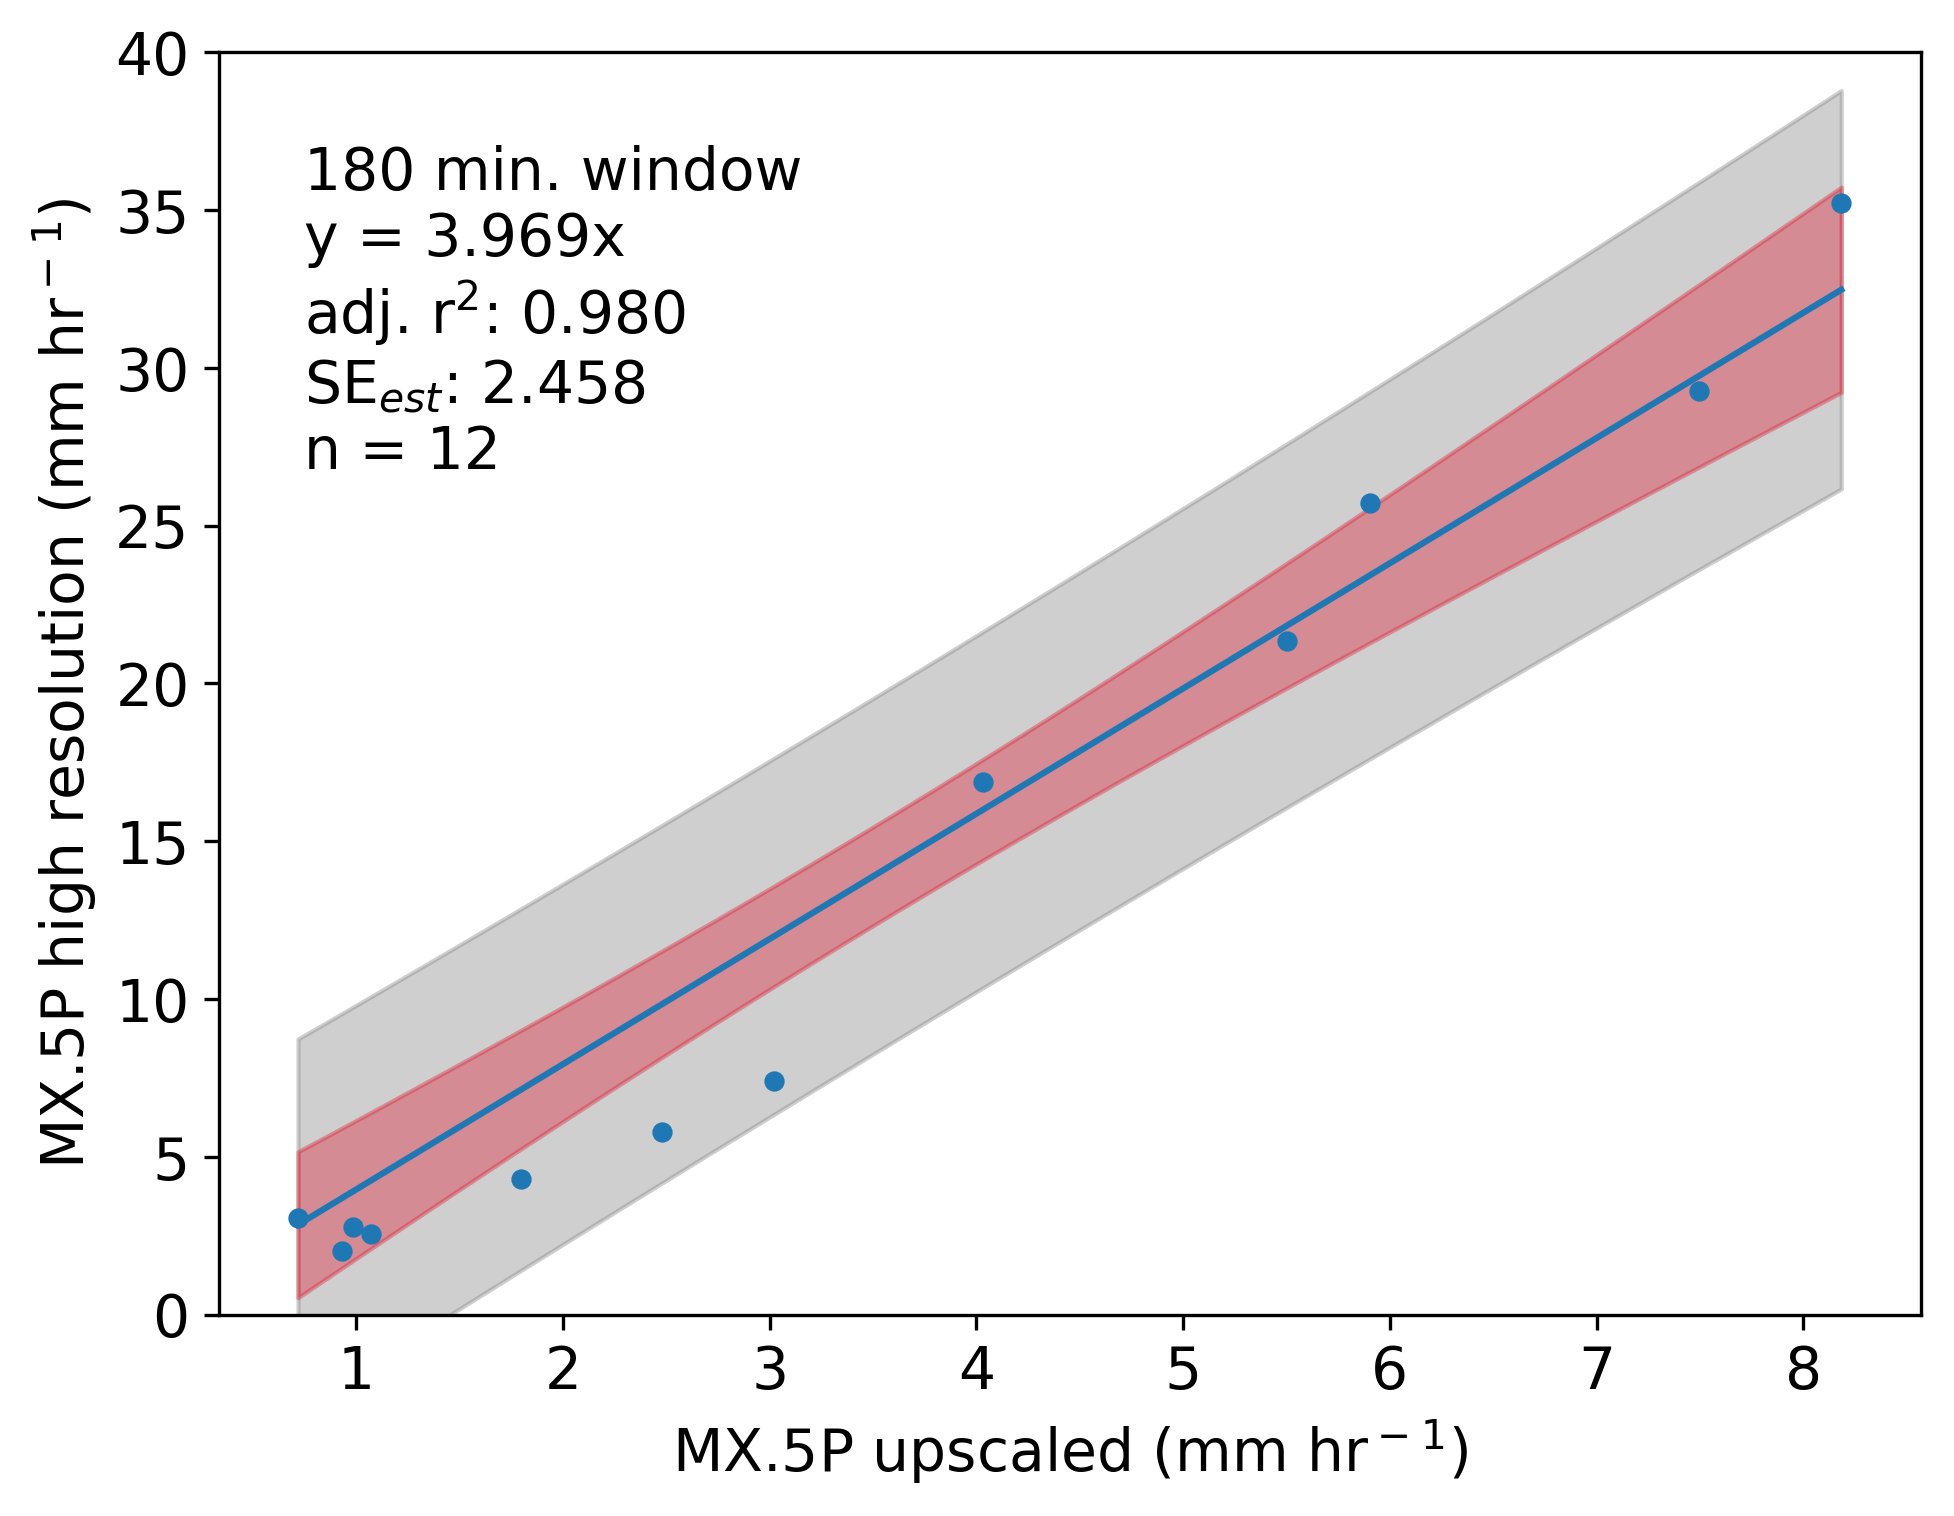 180 min. window
y = 3.969x
adj. r²: 0.980
SEest: 2.458
n = 12
MX.5P high resolution (mm hr⁻¹)
40
35
30
25
20
15
10
5
0
1 2 3 4 5 6 7 8
MX.5P upscaled (mm hr⁻¹)